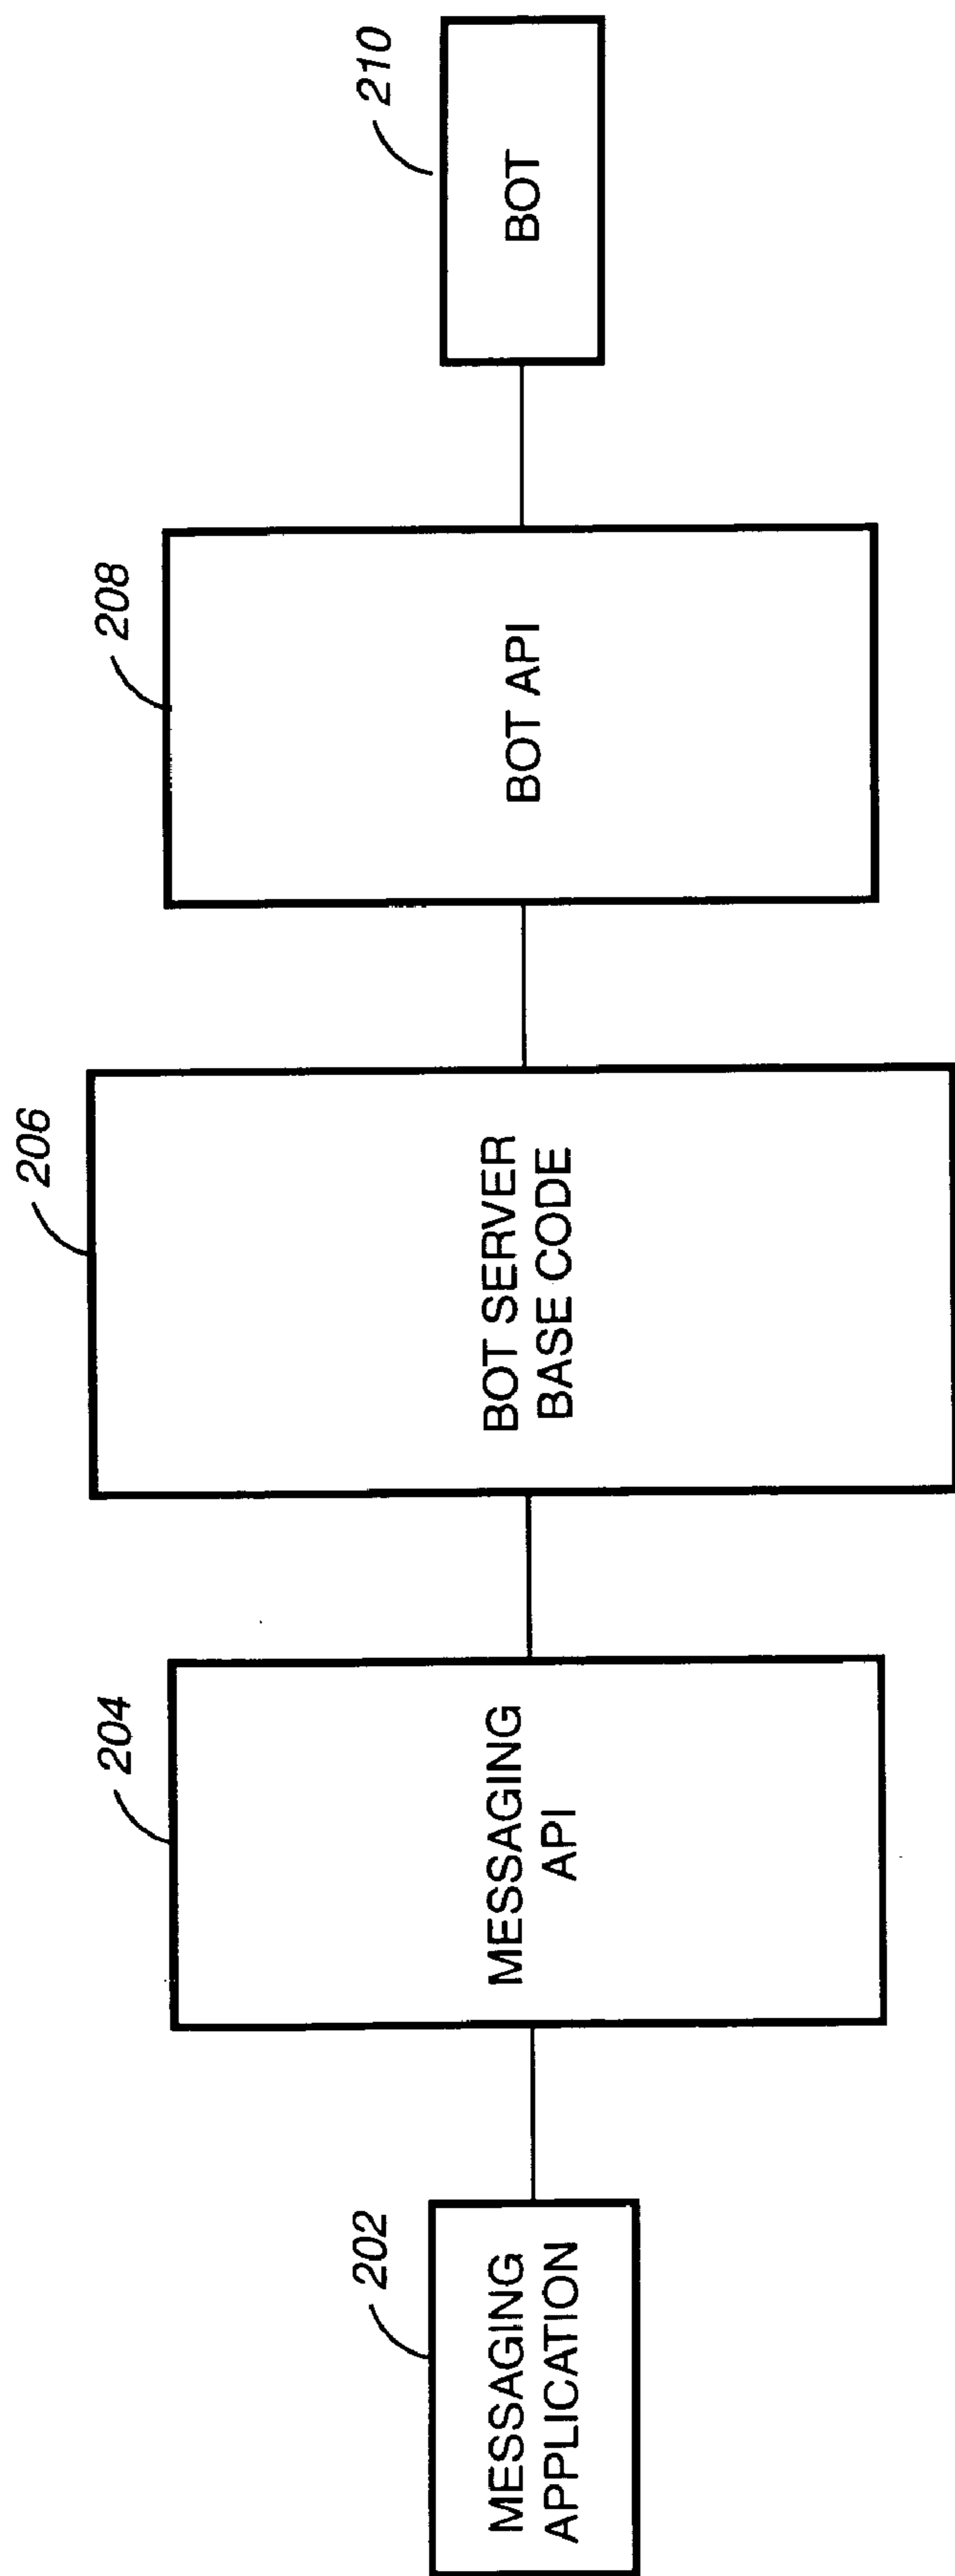 202
MESSAGING
APPLICATION
204
MESSAGING
API
206
BOT SERVER
BASE CODE
208
BOT API
210
BOT